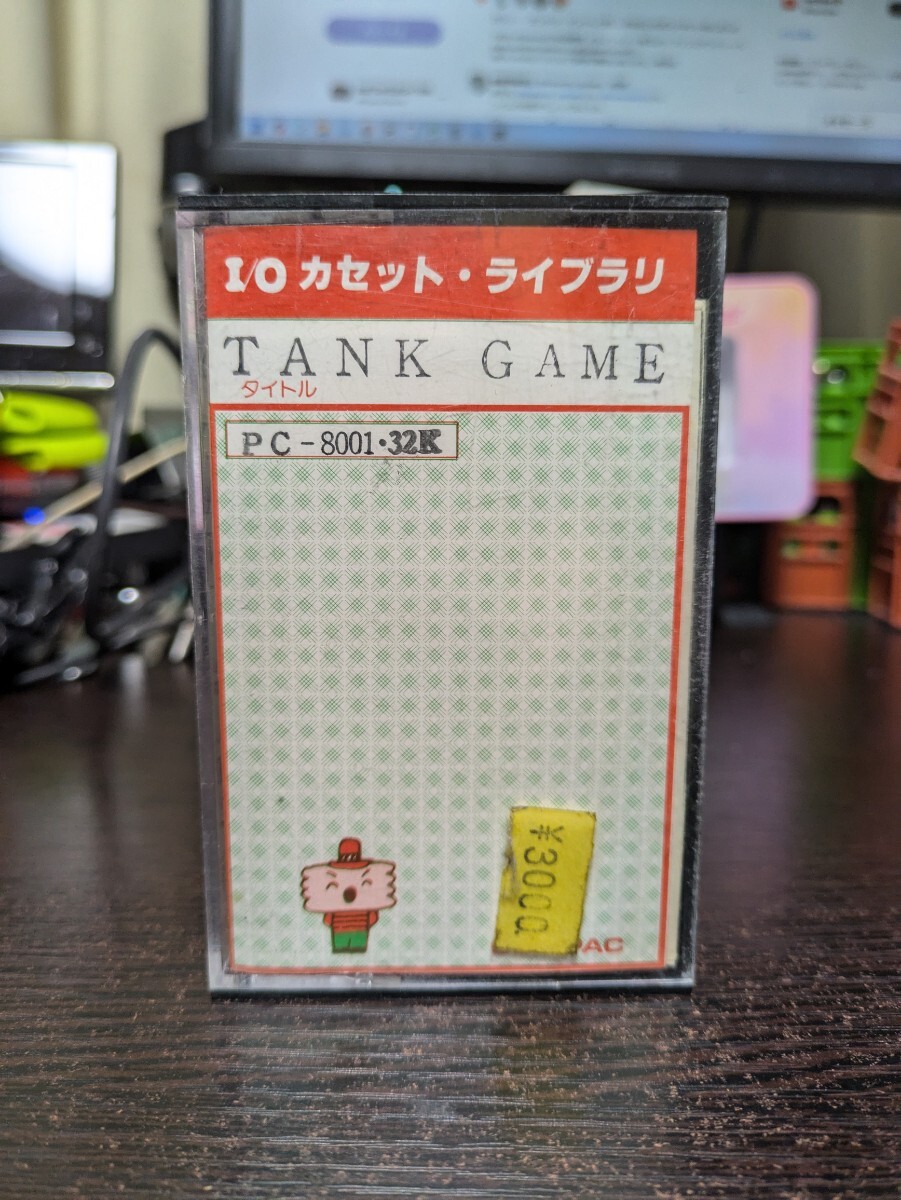 I/O カセット・ライブラリ
TANK GAME
タイトル
PC-8001・32K
¥3000.
AC